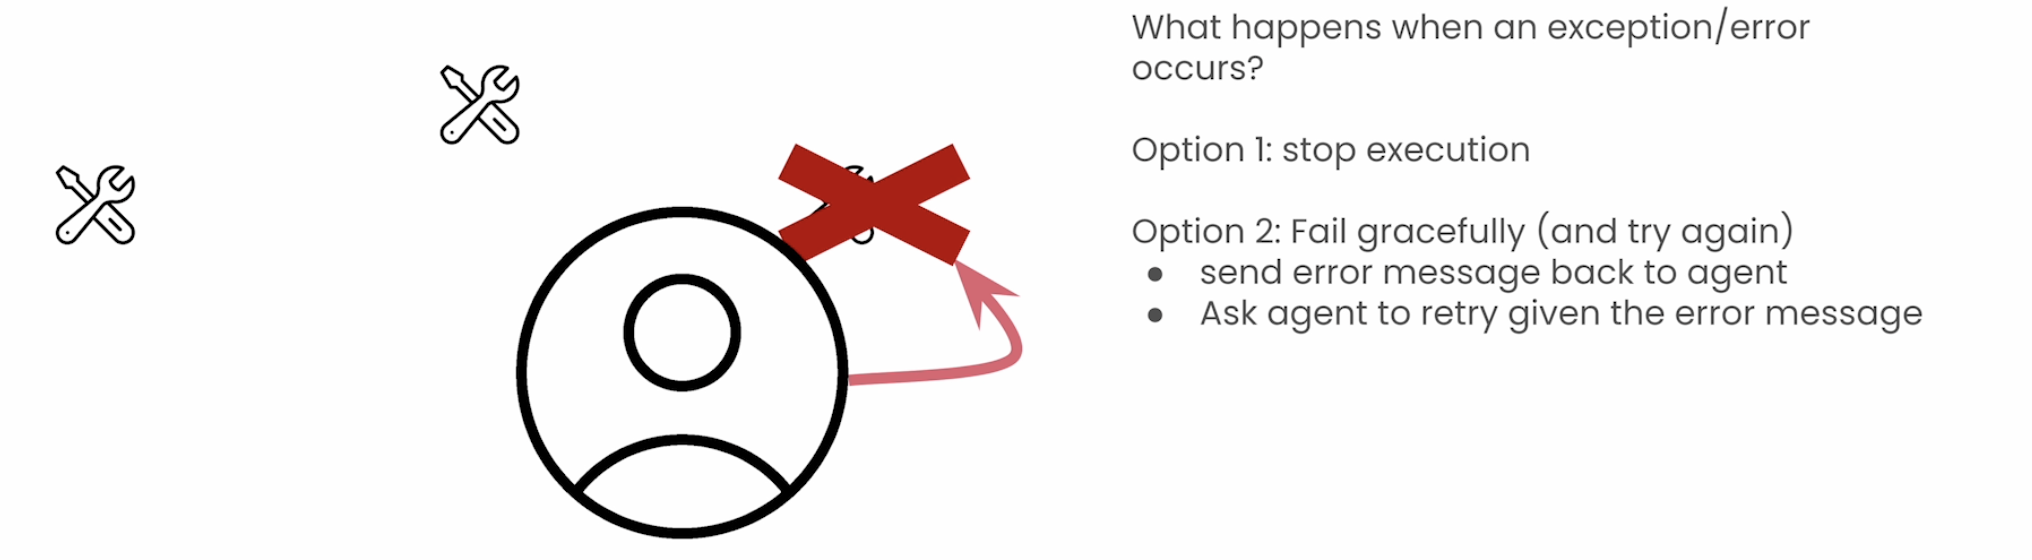 What happens when an exception/error
occurs?
Option 1: stop execution
Option 2: Fail gracefully (and try again)
● send error message back to agent
● Ask agent to retry given the error message